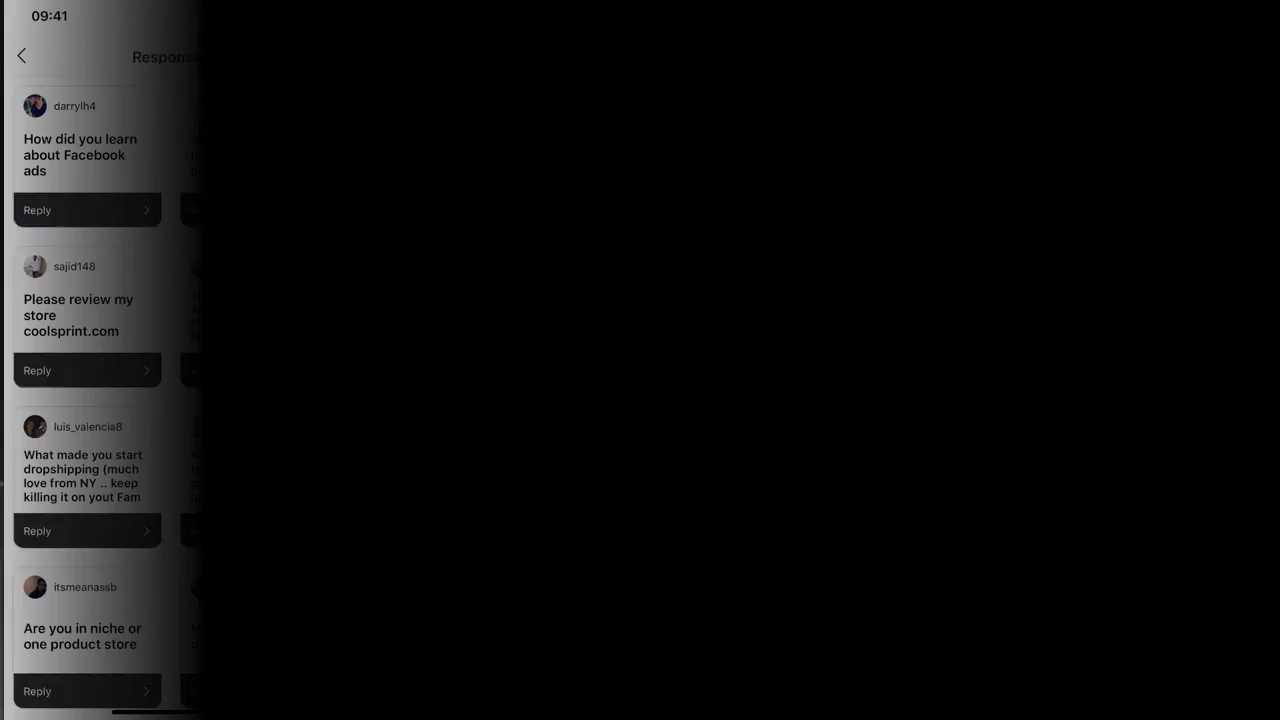 09:41
Respons
darrylh4
How did you learn
about Facebook
ads
Reply
sajid148
Please review my
store
coolsprint.com
Reply
luis_valencia8
What made you start
dropshipping (much
love from NY .. keep
killing it on yout Fam
Reply
itsmeanassb
Are you in niche or
one product store
Reply